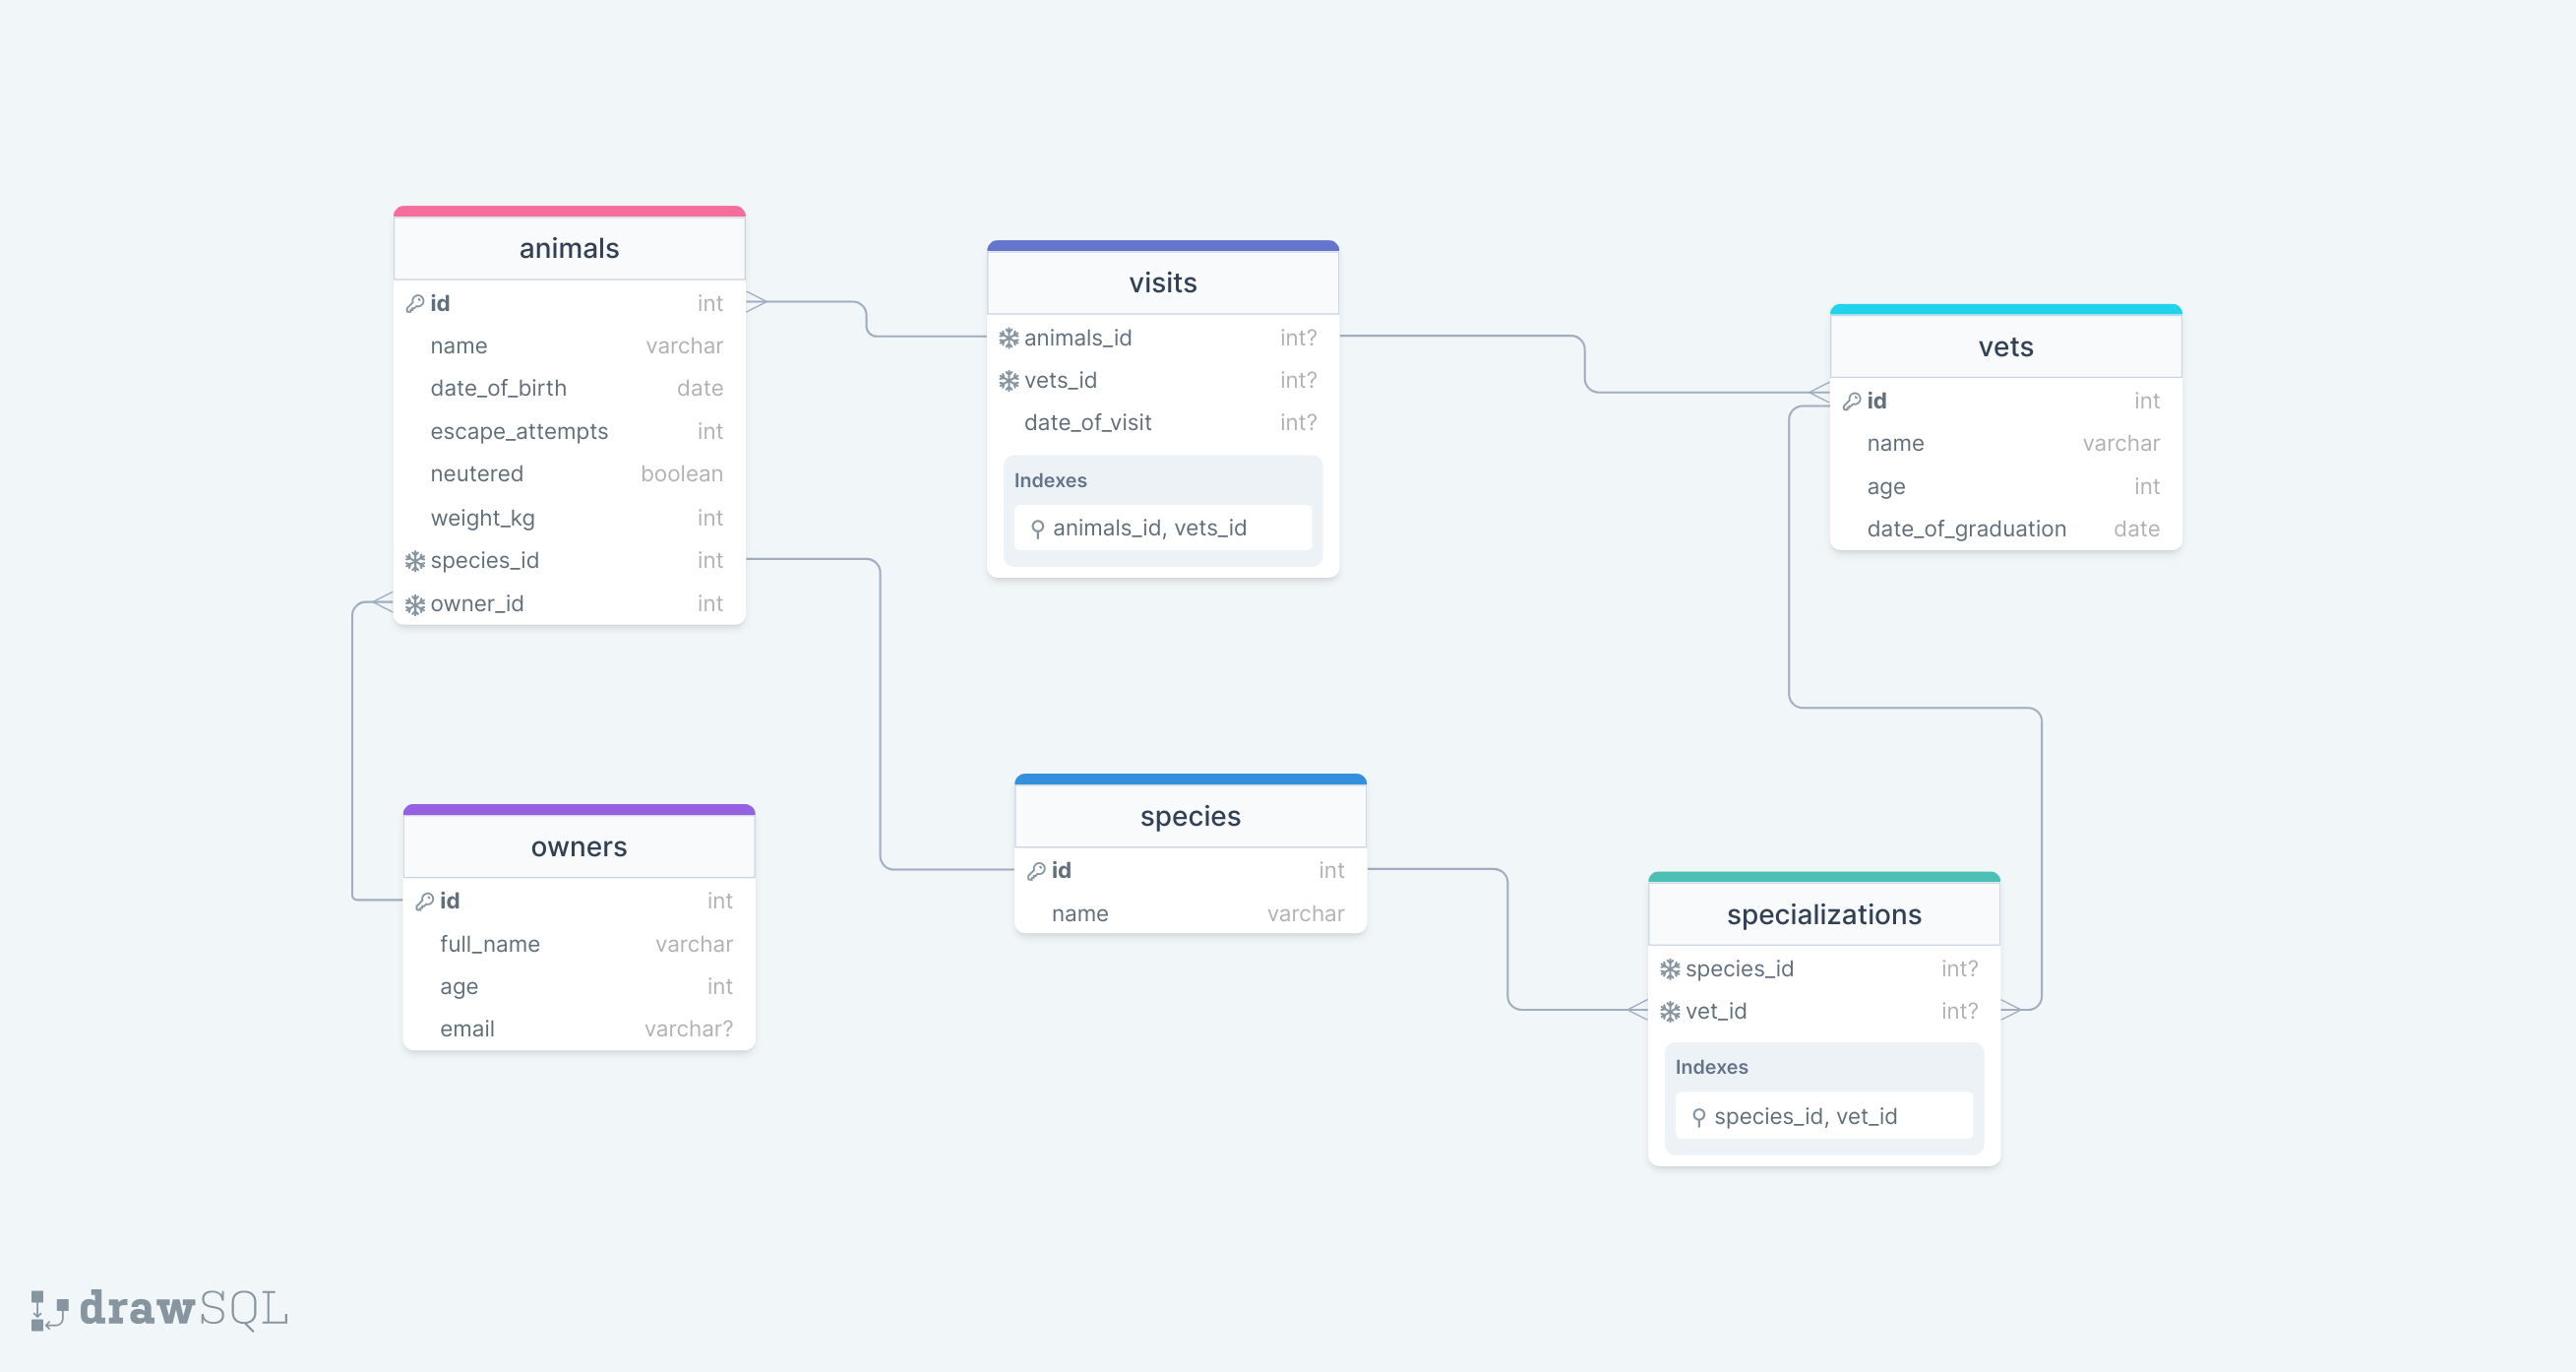 animals
id int
name varchar
date_of_birth date
escape_attempts int
neutered boolean
weight_kg int
species_id int
owner_id int
visits
animals_id int?
vets_id int?
date_of_visit int?
Indexes
animals_id, vets_id
vets
id int
name varchar
age int
date_of_graduation date
owners
id int
full_name varchar
age int
email varchar?
species
id int
name varchar
specializations
species_id int?
vet_id int?
Indexes
species_id, vet_id
drawSQL